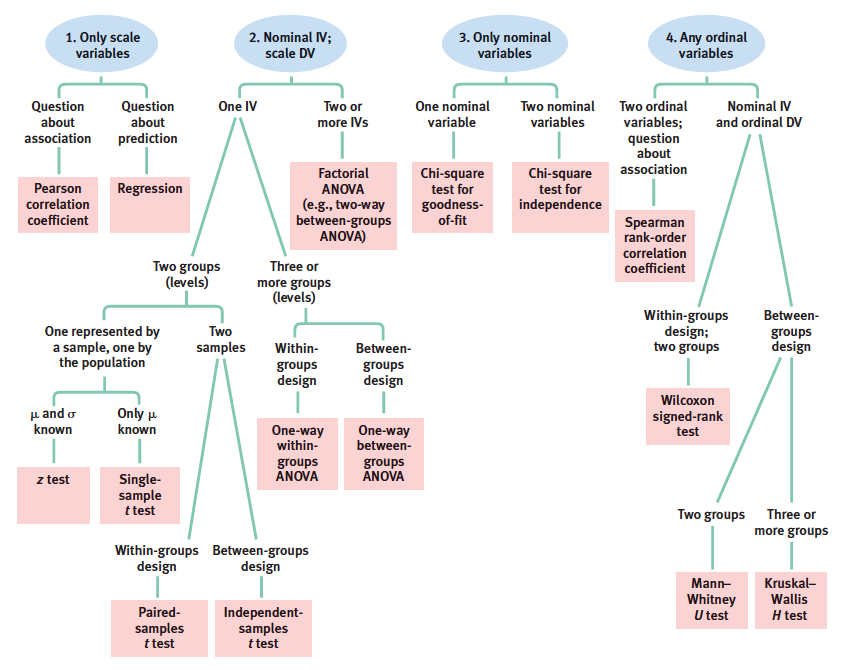 1. Only scale
variables
2. Nominal IV;
scale DV
3. Only nominal
variables
4. Any ordinal
variables
Question
about
association
Question
about
prediction
One IV
Two or
more IVs
One nominal
variable
Two nominal
variables
Two ordinal
variables;
question
about
association
Nominal IV
and ordinal DV
Pearson
correlation
coefficient
Regression
Factorial
ANOVA
(e.g., two-way
between-groups
ANOVA)
Chi-square
test for
goodness-
of-fit
Chi-square
test for
independence
Spearman
rank-order
correlation
coefficient
Two groups
(levels)
Three or
more groups
(levels)
One represented by
a sample, one by
the population
Two
samples
Within-
groups
design
Between-
groups
design
Within-groups
design;
two groups
Between-
groups
design
μ and σ
known
Only μ
known
One-way
within-
groups
ANOVA
One-way
between-
groups
ANOVA
Wilcoxon
signed-rank
test
z test
Single-
sample
t test
Two groups
Three or
more groups
Within-groups
design
Between-groups
design
Mann–
Whitney
U test
Kruskal–
Wallis
H test
Paired-
samples
t test
Independent-
samples
t test